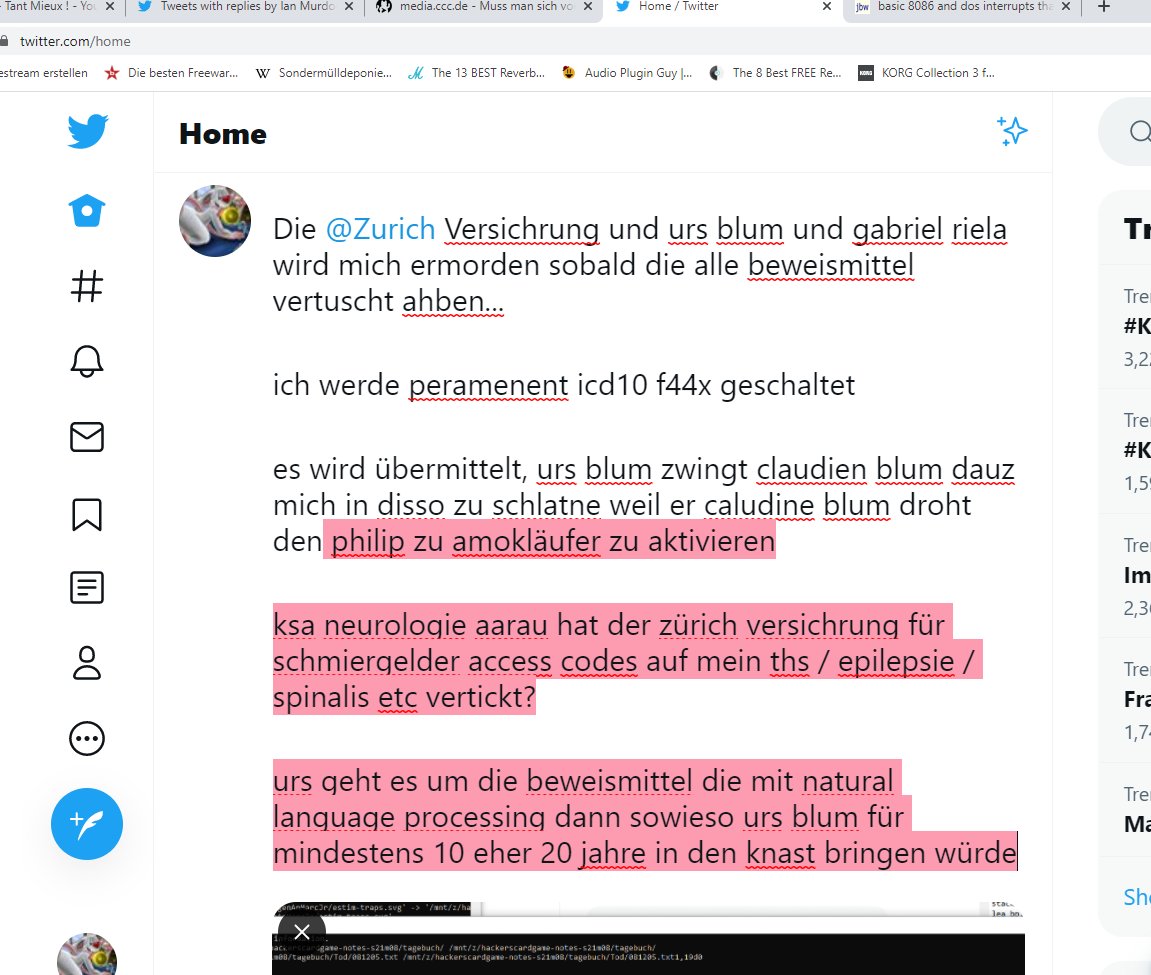 - Tant Mieux ! - You
Tweets with replies by Ian Murdo
media.ccc.de - Muss man sich vo
Home / Twitter
jbw basic 8086 and dos interrupts tha
twitter.com/home
estream erstellen
Die besten Freewar...
W Sondermülldeponie...
The 13 BEST Reverb...
Audio Plugin Guy |...
The 8 Best FREE Re...
KORG KORG Collection 3 f...
Home
Die @Zurich Versichrung und urs blum und gabriel riela
wird mich ermorden sobald die alle beweismittel
vertuscht ahben...
ich werde peramenent icd10 f44x geschaltet
es wird übermittelt, urs blum zwingt claudien blum dauz
mich in disso zu schlatne weil er caludine blum droht
den philip zu amokläufer zu aktivieren
ksa neurologie aarau hat der zürich versichrung für
schmiergelder access codes auf mein ths / epilepsie /
spinalis etc vertickt?
urs geht es um die beweismittel die mit natural
language processing dann sowieso urs blum für
mindestens 10 eher 20 jahre in den knast bringen würde
Tre
Tre
#K
3,2
Tre
#K
1,5
Tre
Im
2,3
Tre
Fra
1,7
Tre
Ma
Sho
/estim-traps.svg' -> '/mnt/z/ha
hackerscardgame-notes-s21m08/tagebuch/ /mnt/z/hackerscardgame-notes-s21m08/tagebuch/
m08/tagebuch/Tod/081205.txt /mnt/z/hackerscardgame-notes-s21m08/tagebuch/Tod/081205.txt1,19d0